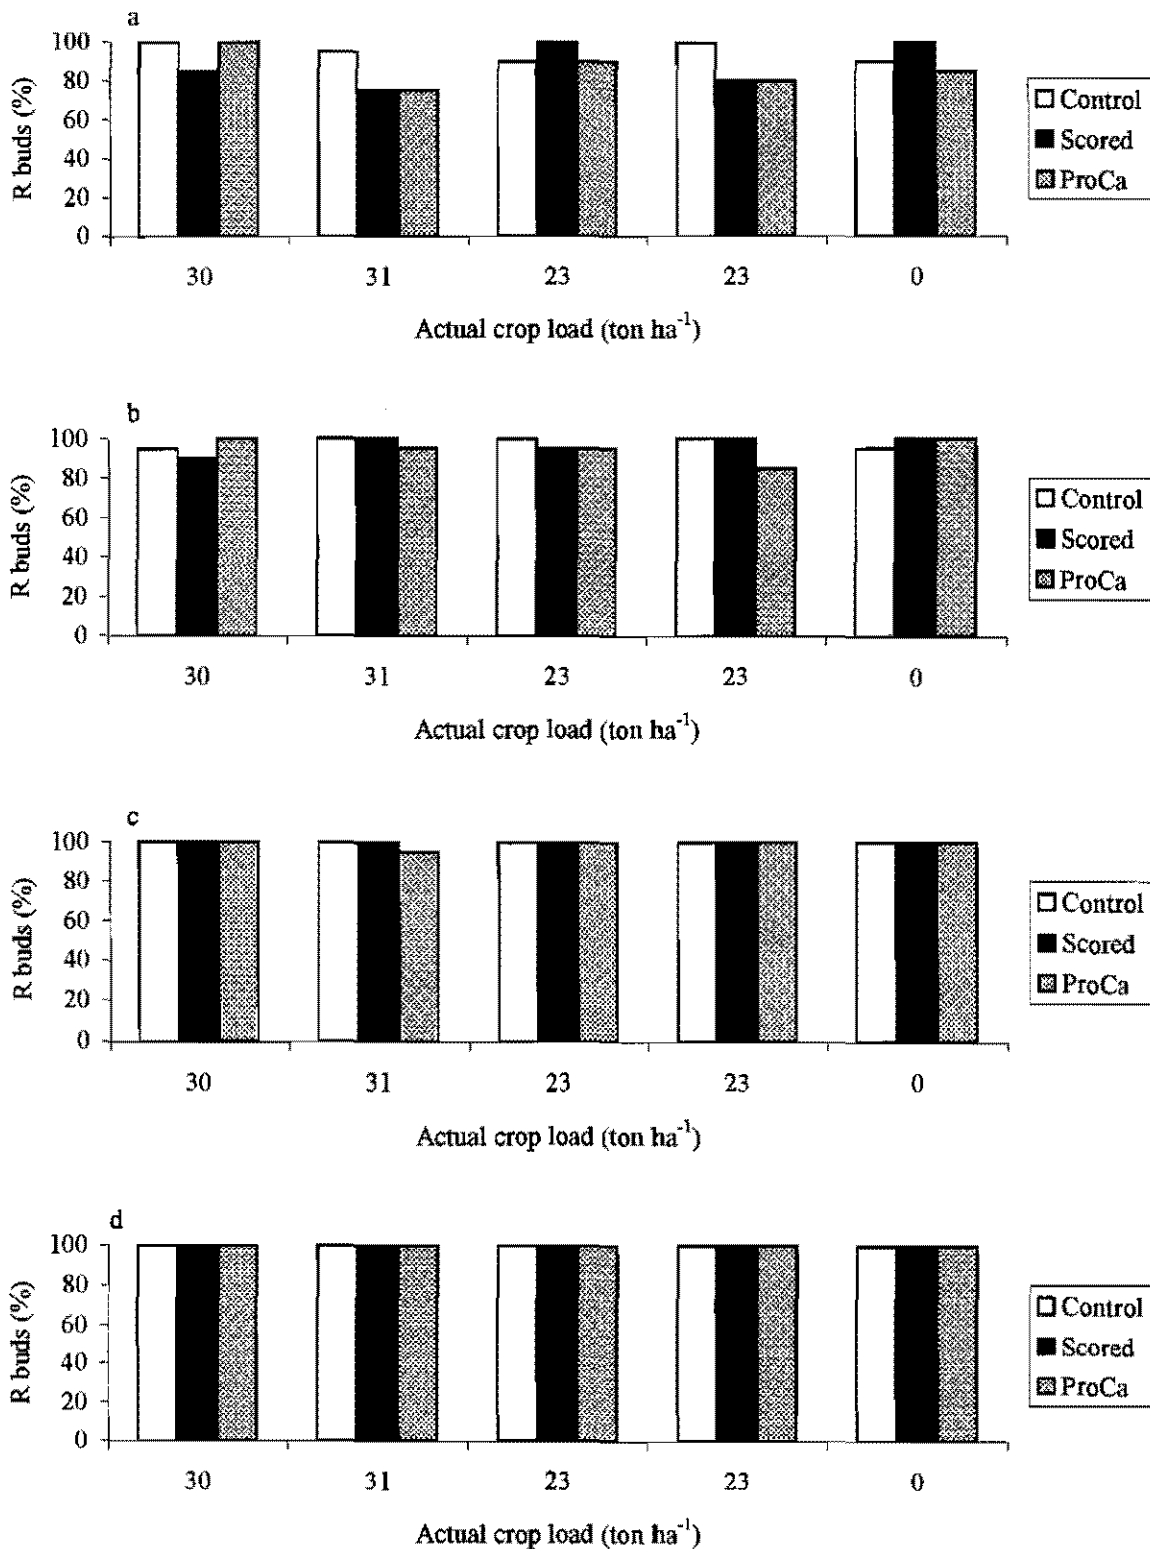 a
R buds (%)
100
80
60
40
20
0
30 31 23 23 0
Actual crop load (ton ha⁻¹)
Control
Scored
ProCa
b
R buds (%)
100
80
60
40
20
0
30 31 23 23 0
Actual crop load (ton ha⁻¹)
Control
Scored
ProCa
c
R buds (%)
100
80
60
40
20
0
30 31 23 23 0
Actual crop load (ton ha⁻¹)
Control
Scored
ProCa
d
R buds (%)
100
80
60
40
20
0
30 31 23 23 0
Actual crop load (ton ha⁻¹)
Control
Scored
ProCa